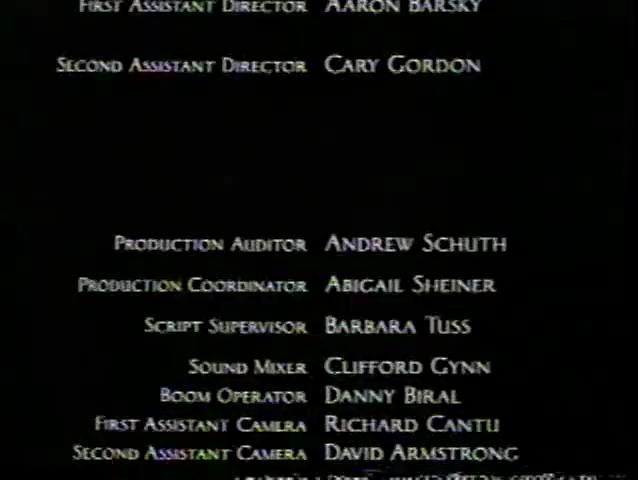 FIRST ASSISTANT DIRECTOR AARON BARSKY
SECOND ASSISTANT DIRECTOR CARY GORDON
PRODUCTION AUDITOR ANDREW SCHUTH
PRODUCTION COORDINATOR ABIGAIL SHEINER
SCRIPT SUPERVISOR BARBARA TUSS
SOUND MIXER CLIFFORD GYNN
BOOM OPERATOR DANNY BIRAL
FIRST ASSISTANT CAMERA RICHARD CANTU
SECOND ASSISTANT CAMERA DAVID ARMSTRONG